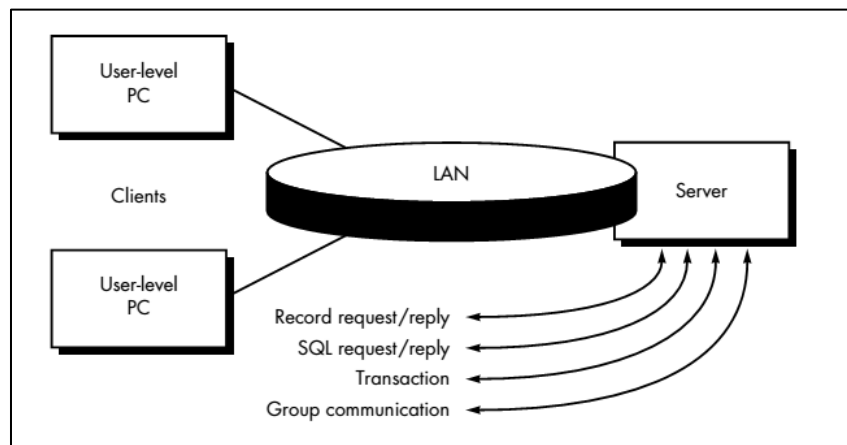 User-level
PC
LAN
Server
Clients
User-level
PC
Record request/reply
SQL request/reply
Transaction
Group communication